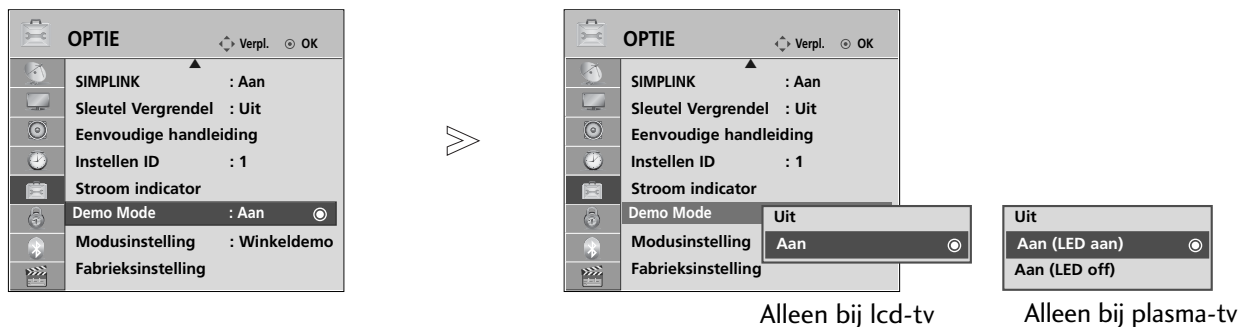 OPTIE Verpl. OK
SIMPLINK : Aan
Sleutel Vergrendel : Uit
Eenvoudige handleiding
Instellen ID : 1
Stroom indicator
Demo Mode : Aan
Modusinstelling : Winkeldemo
Fabrieksinstelling
OPTIE Verpl. OK
SIMPLINK : Aan
Sleutel Vergrendel : Uit
Eenvoudige handleiding
Instellen ID : 1
Stroom indicator
Demo Mode
Modusinstelling
Fabrieksinstelling
Uit
Aan
Alleen bij lcd-tv
Uit
Aan (LED aan)
Aan (LED off)
Alleen bij plasma-tv